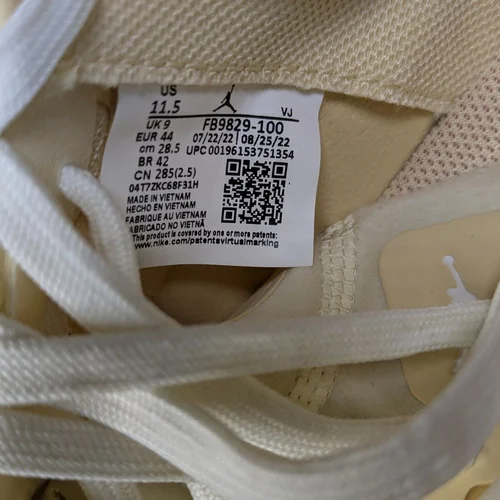 US
11.5
VJ
UK 9
FB9829-100
EUR 44
07/22/22 | 08/25/22
cm 28.5
UPC 00196153751354
BR 42
CN 285(2.5)
04T7ZKC68F31H
MADE IN VIETNAM
HECHO EN VIETNAM
FABRIQUE AU VIETNAM
FABRICADO NO VIETNÃ
This product is covered by one or more patents:
www.nike.com/patentsvirtualmarking